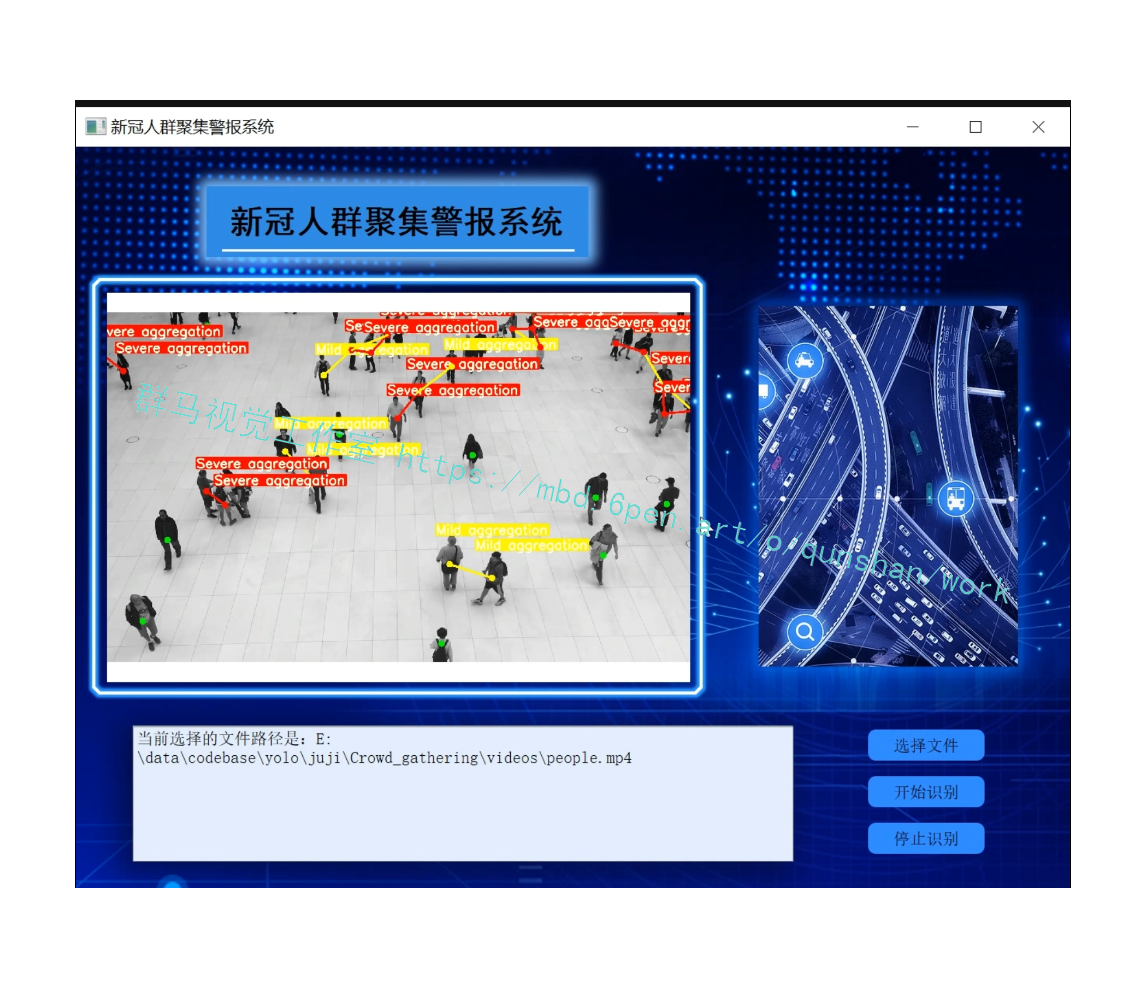 新冠人群聚集警报系统
新冠人群聚集警报系统
Severe aggregation
vere aggregation
Severe aggregation
Se
Severe aggregation
Mild aggregation
Mild aggregation
Severe agg
Severe aggr
Severe aggregation
Sever
Severe aggregation
Seve
Mild aggregation
Mild aggregation
Severe aggregation
Severe aggregation
Mild aggregation
Mild aggregation
群马视觉工作室 https://mbd.6pen.art/o qunshan work
当前选择的文件路径是：E:
\data\codebase\yolo\juji\Crowd_gathering\videos\people.mp4
选择文件
开始识别
停止识别